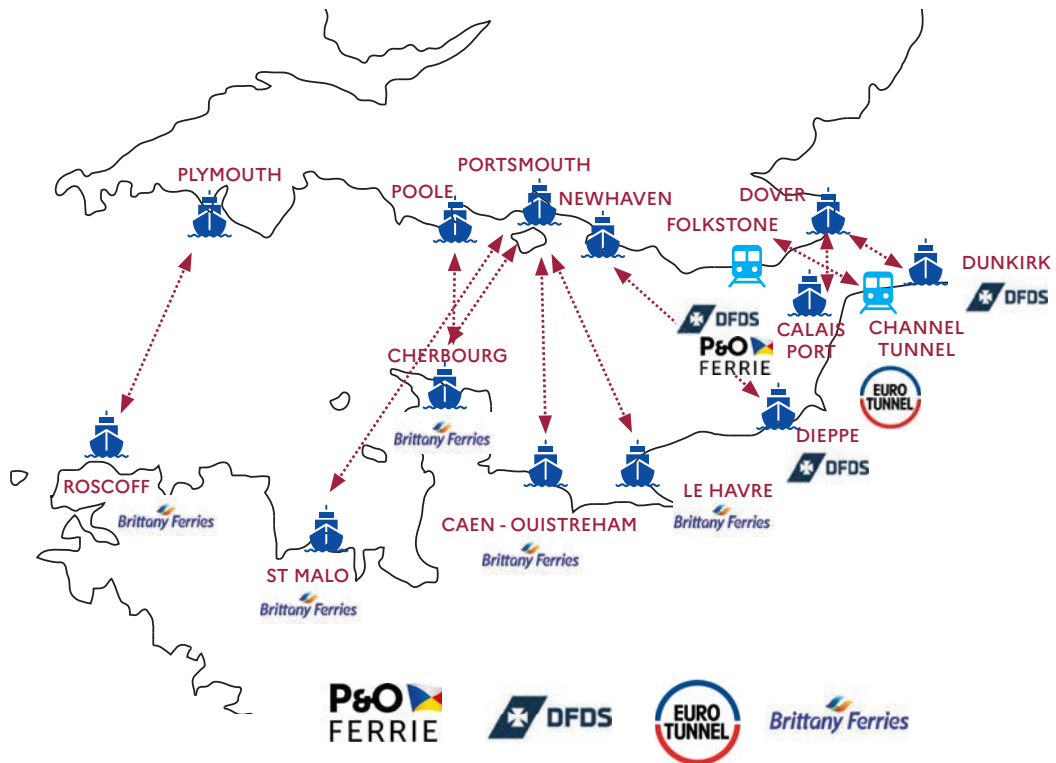 PORTSMOUTH
PLYMOUTH
POOLE
NEWHAVEN
DOVER
FOLKSTONE
DUNKIRK
DFDS
DFDS
CALAIS
PORT
CHANNEL
TUNNEL
P&O
FERRIE
CHERBOURG
EURO
TUNNEL
Brittany Ferries
DIEPPE
DFDS
ROSCOFF
LE HAVRE
Brittany Ferries
Brittany Ferries
CAEN - OUISTREHAM
Brittany Ferries
ST MALO
Brittany Ferries
P&O
FERRIE
DFDS
EURO
TUNNEL
Brittany Ferries